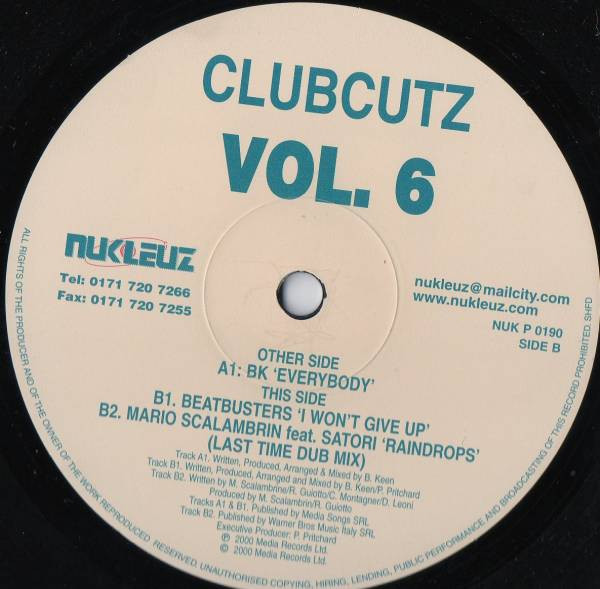 CLUBCUTZ
VOL. 6
NUKLEUZ
Tel: 0171 720 7266
Fax: 0171 720 7255
nukleuz@mailcity.com
www.nukleuz.com
NUK P 0190
SIDE B
OTHER SIDE
A1: BK 'EVERYBODY'
THIS SIDE
B1. BEATBUSTERS 'I WON'T GIVE UP'
B2. MARIO SCALAMBRIN feat. SATORI 'RAINDROPS'
(LAST TIME DUB MIX)
Track A1. Written, Produced, Arranged & Mixed by B. Keen
Track B1. Written, Produced, Arranged and Mixed by B. Keen/P. Pritchard
Track B2. Written by M. Scalambrine/R. Guiotto/C. Montagner/D. Leoni
Produced by M. Scalambrin/R. Guiotto
Tracks A1 & B1. Published by Media Songs SRL
Track B2. Published by Warner Bros Music Italy SRL
Executive Producer: P. Pritchard
℗ 2000 Media Records Ltd.
© 2000 Media Records Ltd.
ALL RIGHTS OF THE PRODUCER AND OF THE OWNER OF THE WORK REPRODUCED RESERVED. UNAUTHORISED COPYING, HIRING, LENDING, PUBLIC PERFORMANCE AND BROADCASTING OF THIS RECORD PROHIBITED. SHFD